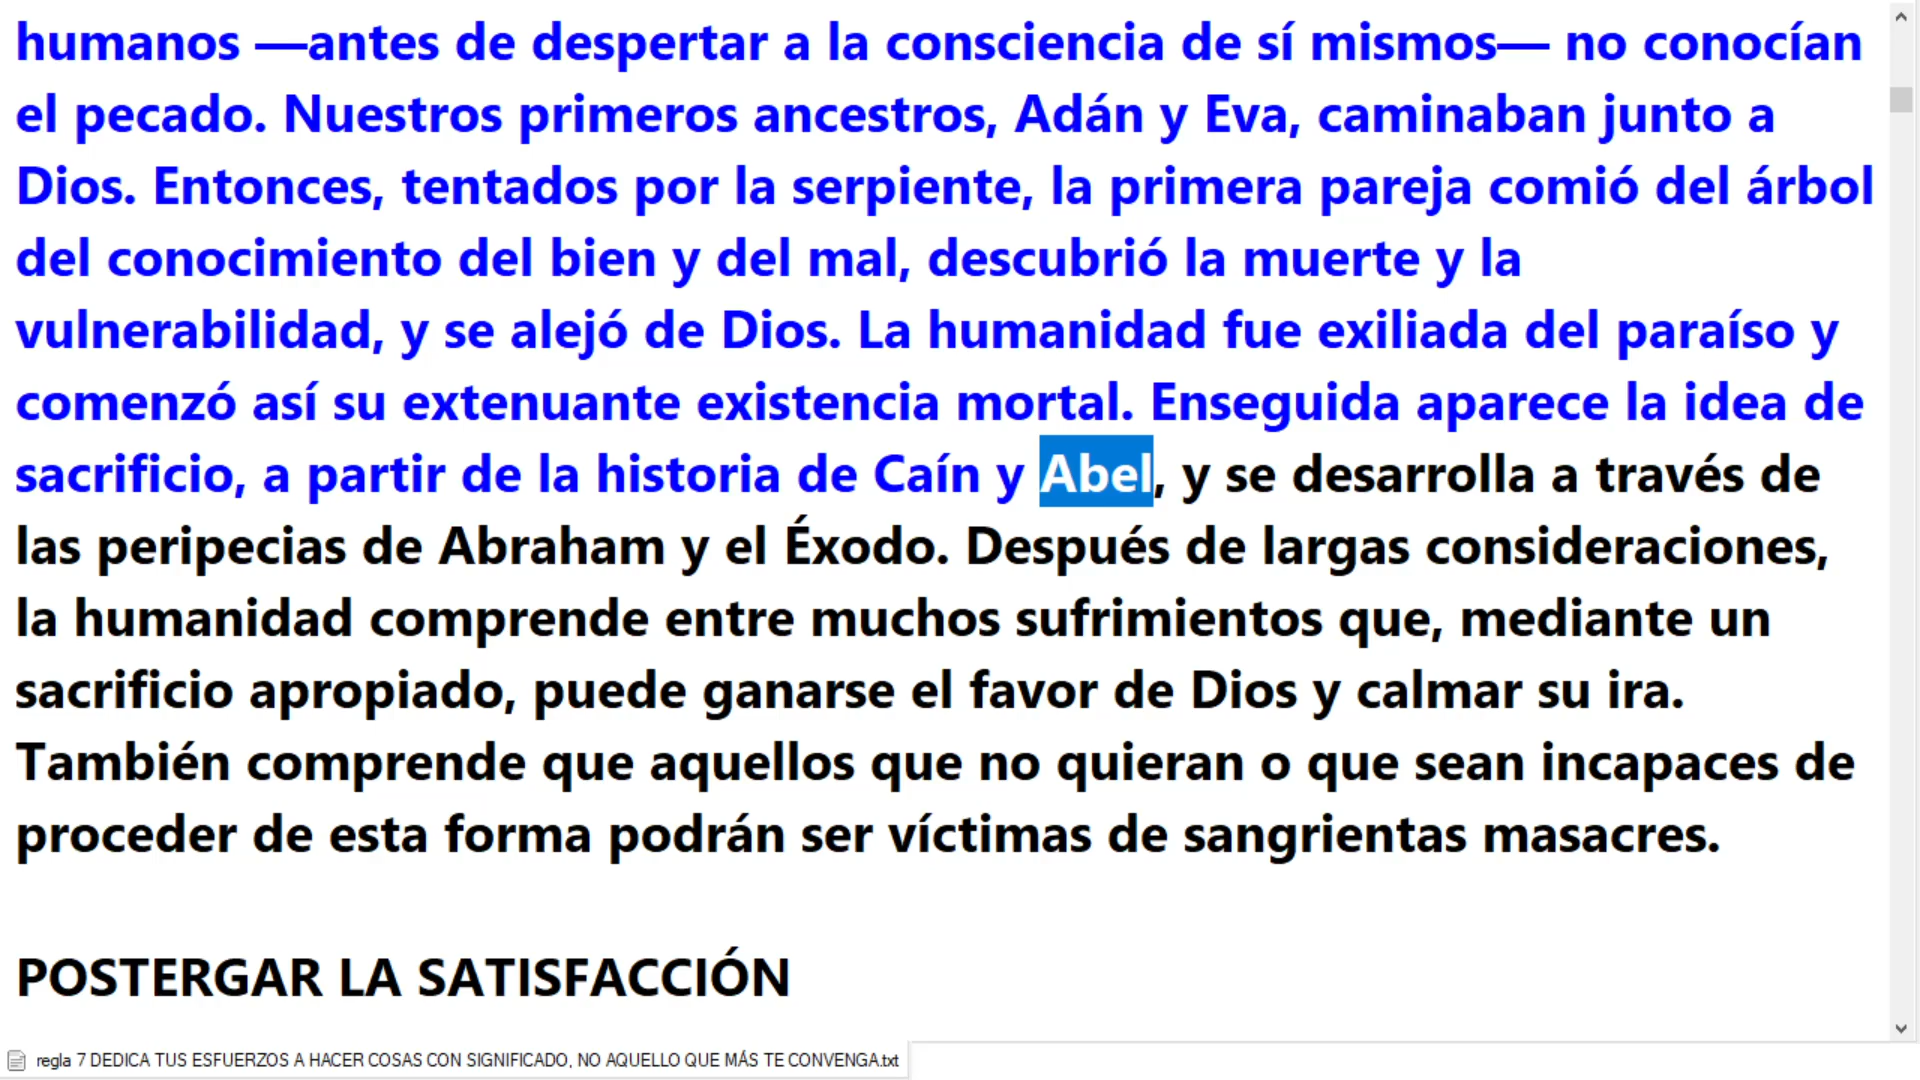 humanos —antes de despertar a la consciencia de sí mismos— no conocían
el pecado. Nuestros primeros ancestros, Adán y Eva, caminaban junto a
Dios. Entonces, tentados por la serpiente, la primera pareja comió del árbol
del conocimiento del bien y del mal, descubrió la muerte y la
vulnerabilidad, y se alejó de Dios. La humanidad fue exiliada del paraíso y
comenzó así su extenuante existencia mortal. Enseguida aparece la idea de
sacrificio, a partir de la historia de Caín y Abel, y se desarrolla a través de
las peripecias de Abraham y el Éxodo. Después de largas consideraciones,
la humanidad comprende entre muchos sufrimientos que, mediante un
sacrificio apropiado, puede ganarse el favor de Dios y calmar su ira.
También comprende que aquellos que no quieran o que sean incapaces de
proceder de esta forma podrán ser víctimas de sangrientas masacres.
POSTERGAR LA SATISFACCIÓN
regla 7 DEDICA TUS ESFUERZOS A HACER COSAS CON SIGNIFICADO, NO AQUELLO QUE MÁS TE CONVENGA.txt